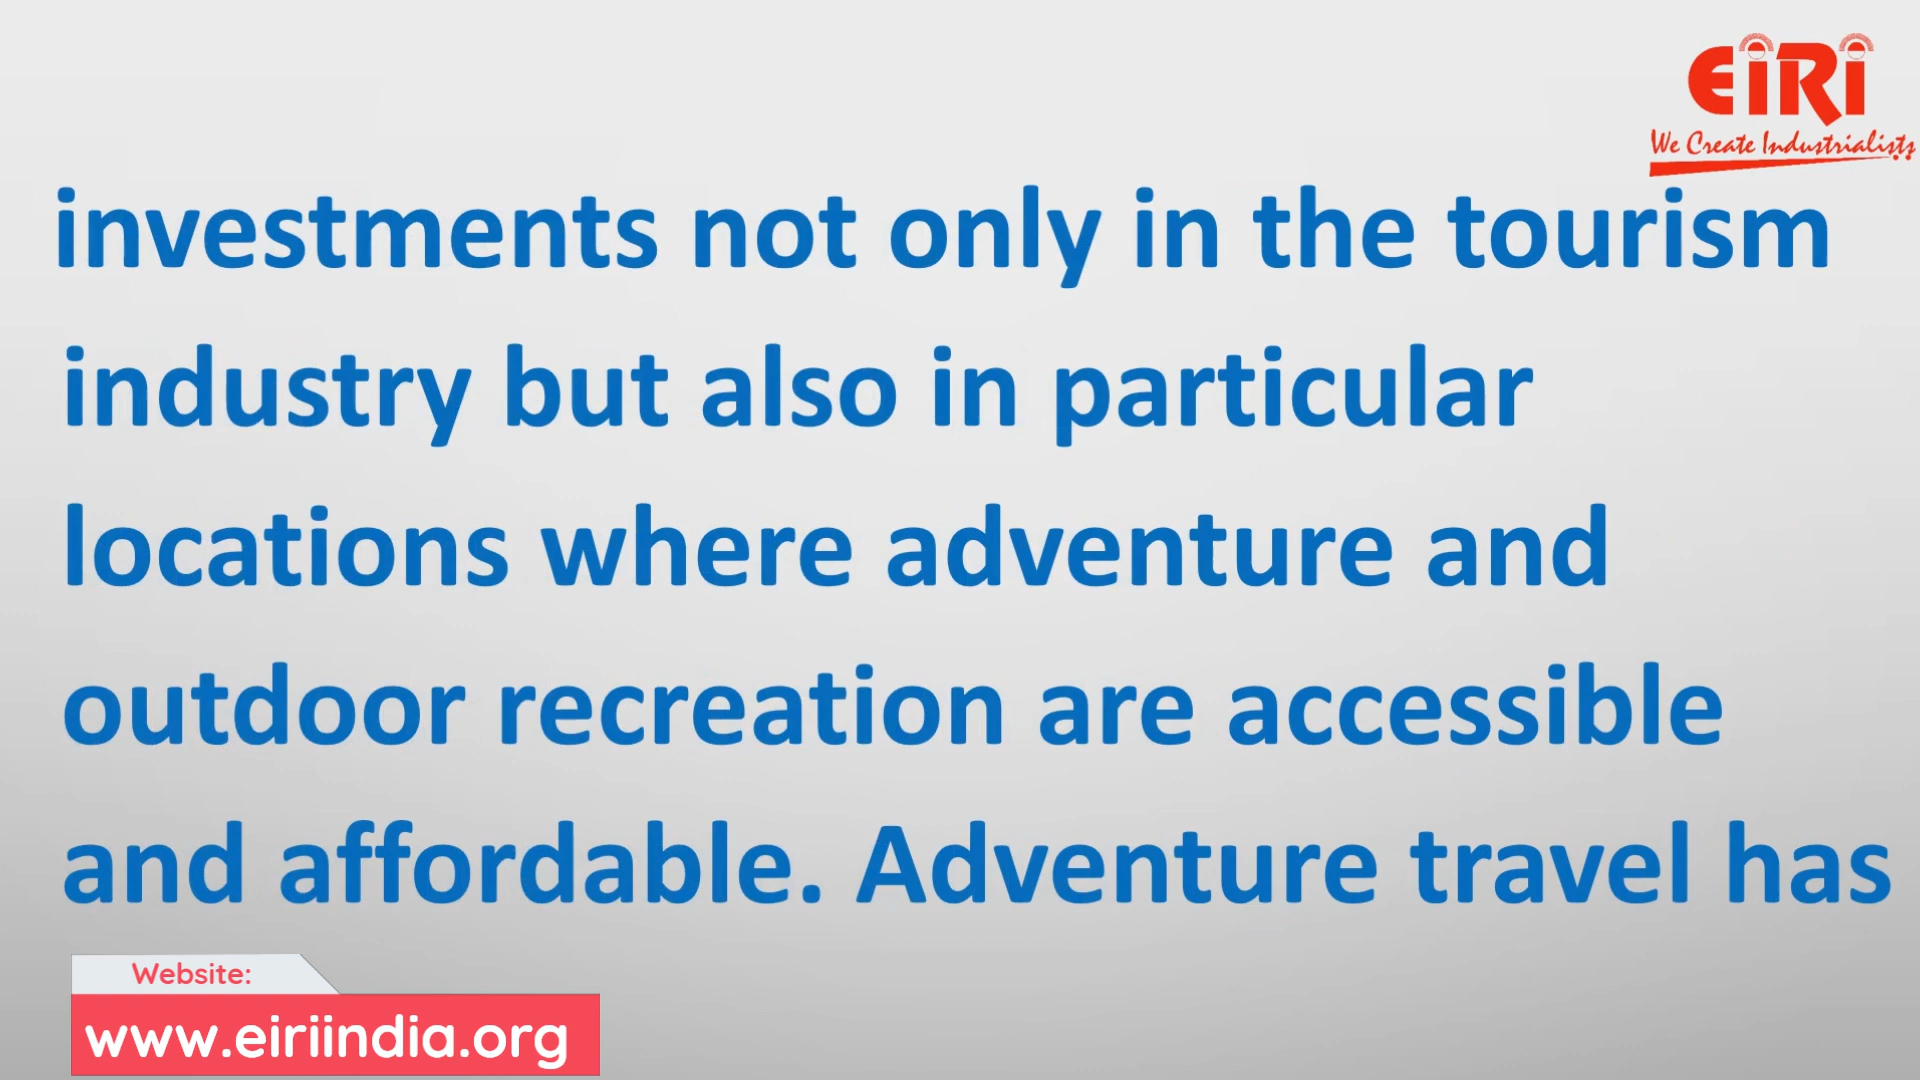 EiRi
We Create Industrialists
investments not only in the tourism
industry but also in particular
locations where adventure and
outdoor recreation are accessible
and affordable. Adventure travel has
Website:
www.eiriindia.org